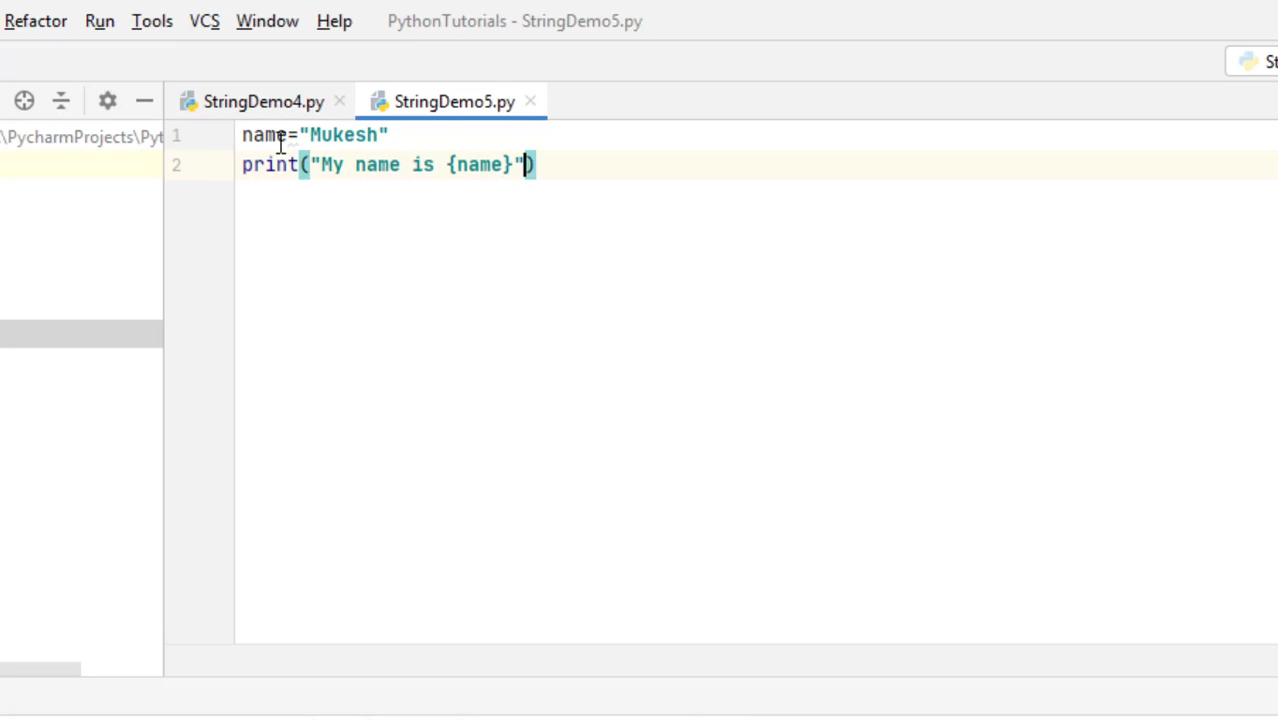 Refactor Run Tools VCS Window Help PythonTutorials - StringDemo5.py
StringDemo4.py StringDemo5.py
\PycharmProjects\Pyt
1 name="Mukesh"
2 print("My name is {name}")